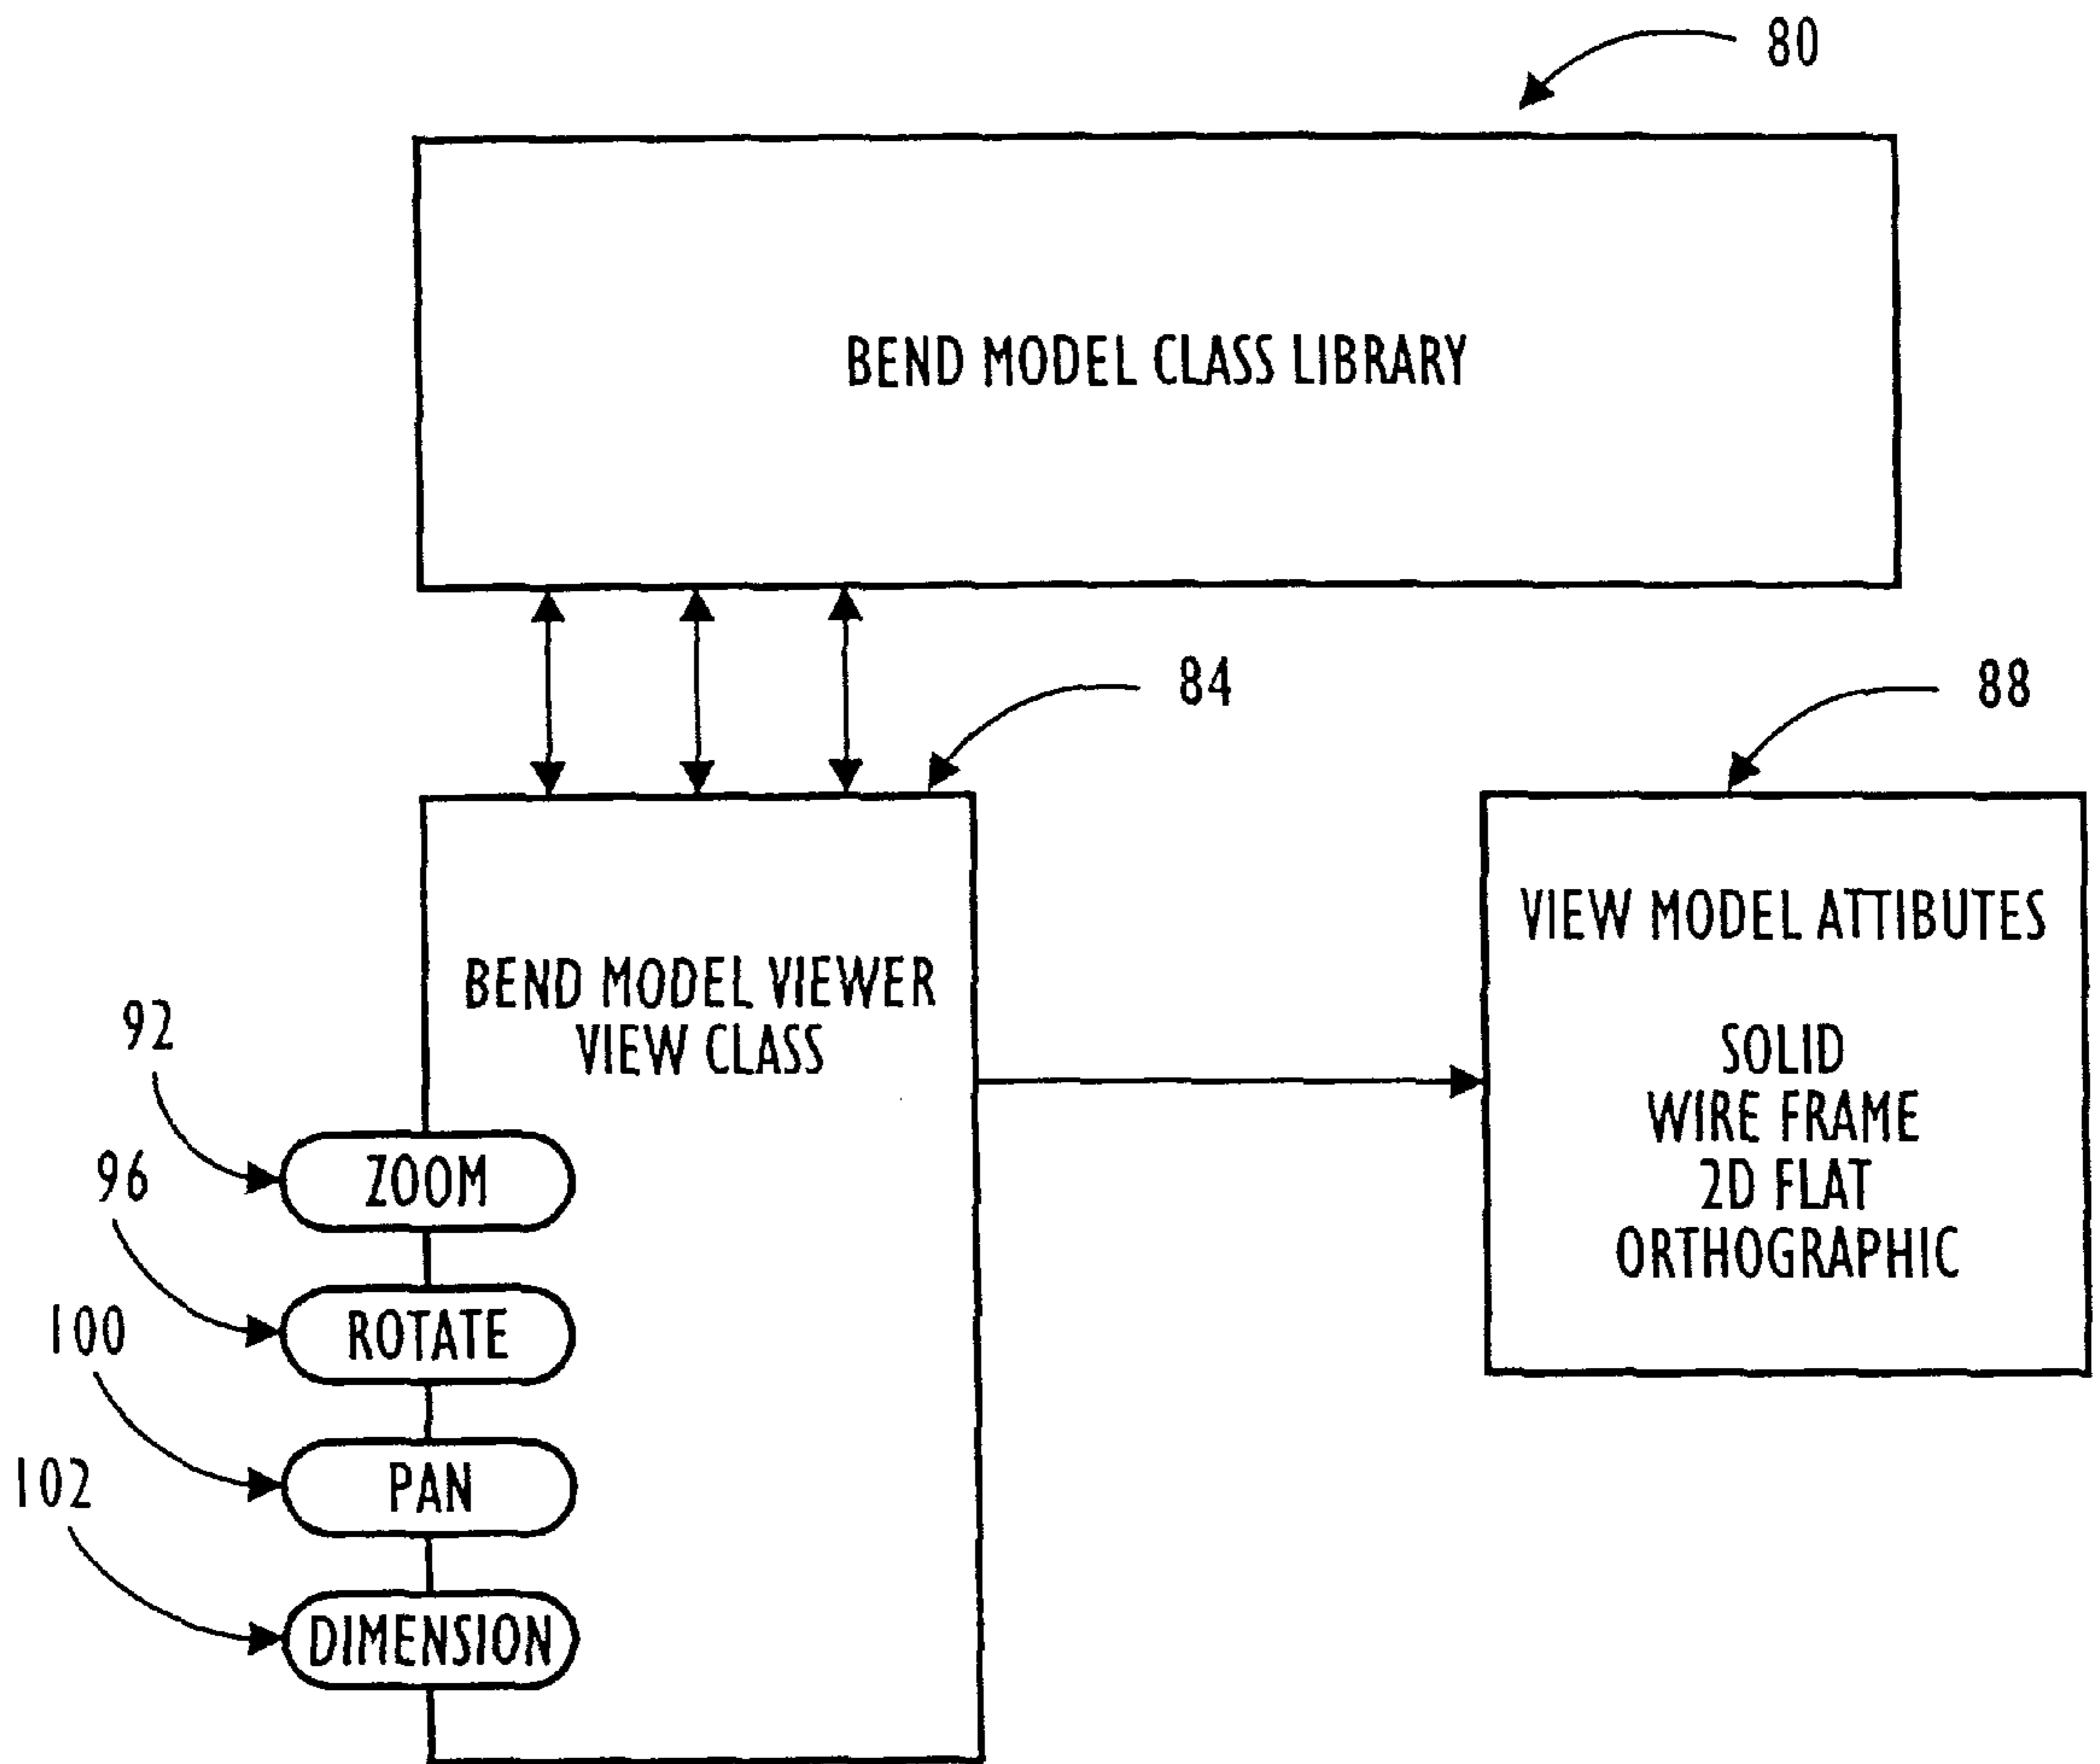 80
BEND MODEL CLASS LIBRARY
84
88
BEND MODEL VIEWER
VIEW CLASS
VIEW MODEL ATTIBUTES
SOLID
WIRE FRAME
2D FLAT
ORTHOGRAPHIC
92
ZOOM
96
ROTATE
100
PAN
102
DIMENSION